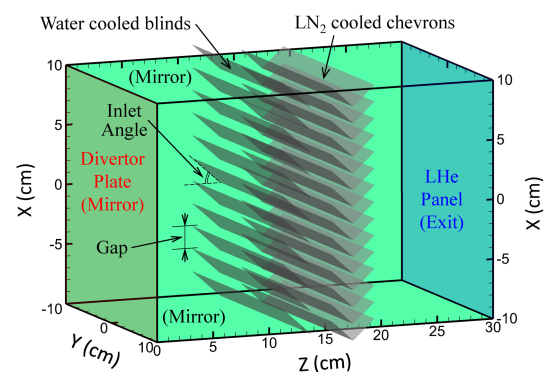 Water cooled blinds
LN2 cooled chevrons
(Mirror)
Inlet
Angle
Divertor
Plate
(Mirror)
LHe
Panel
(Exit)
Gap
(Mirror)
X (cm)
10
5
0
-5
-10
X (cm)
10
5
0
-5
-10
Y (cm)
0
10
Z (cm)
0
5
10
15
20
25
30